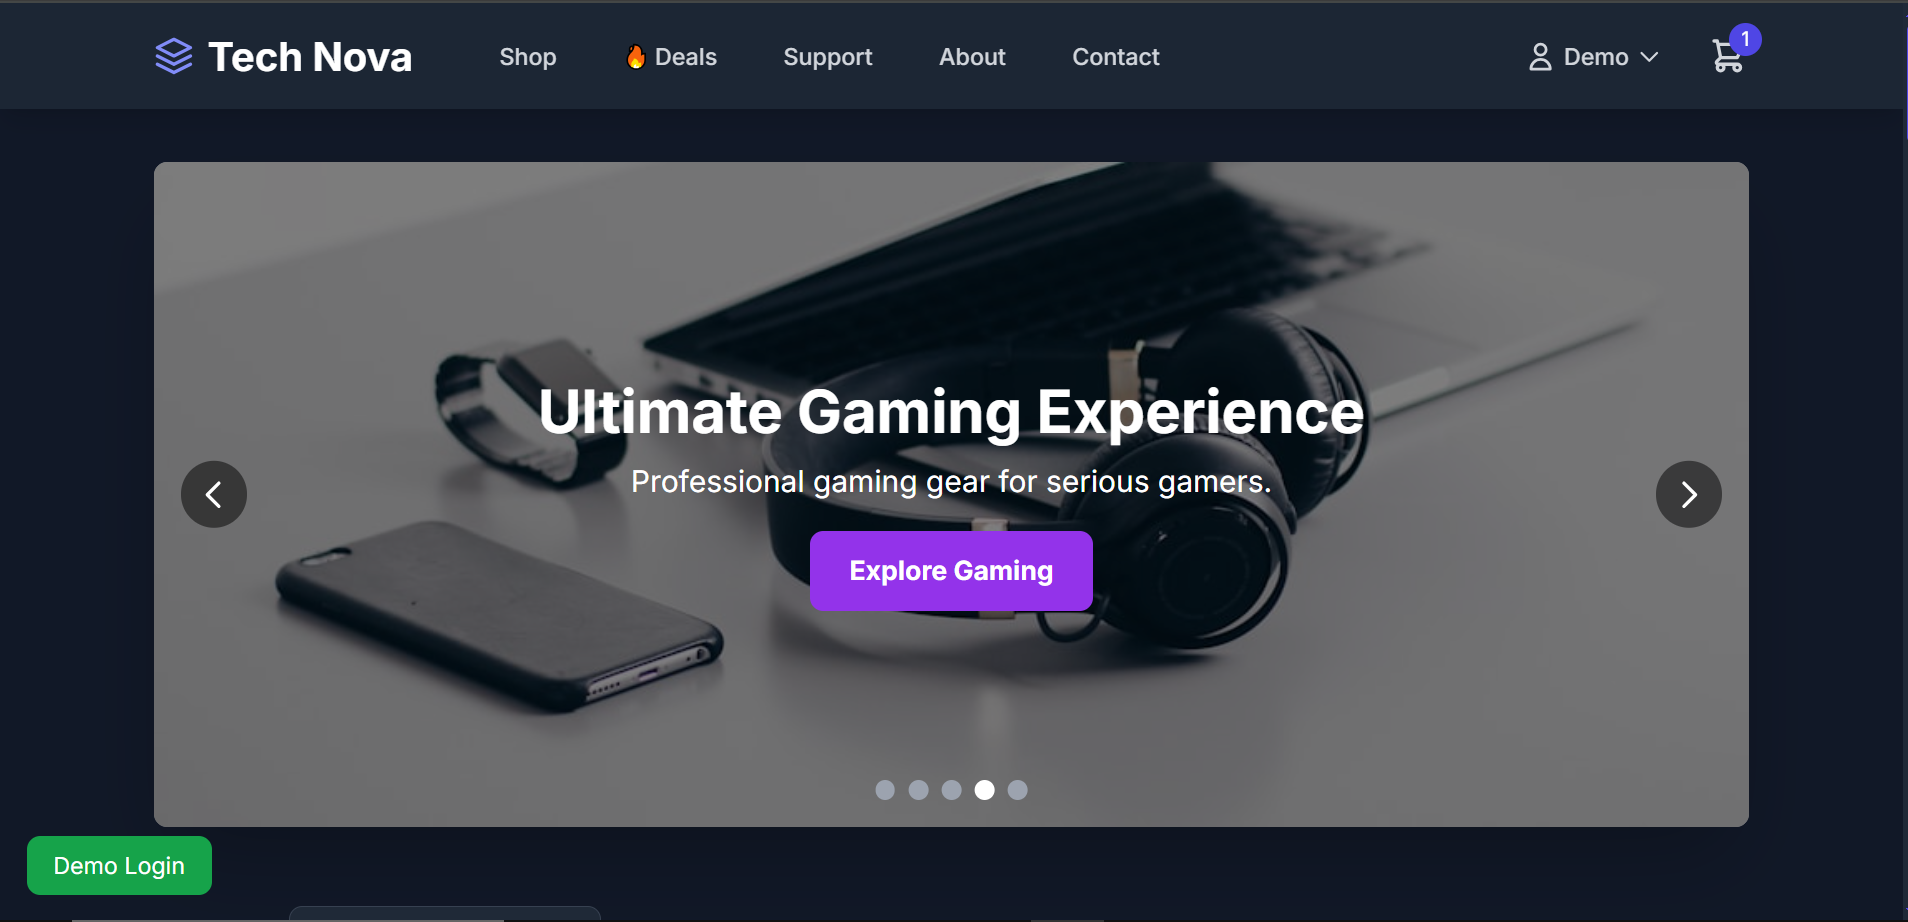 Tech Nova
Shop
🔥 Deals
Support
About
Contact
Demo
1
Ultimate Gaming Experience
Professional gaming gear for serious gamers.
Explore Gaming
Demo Login